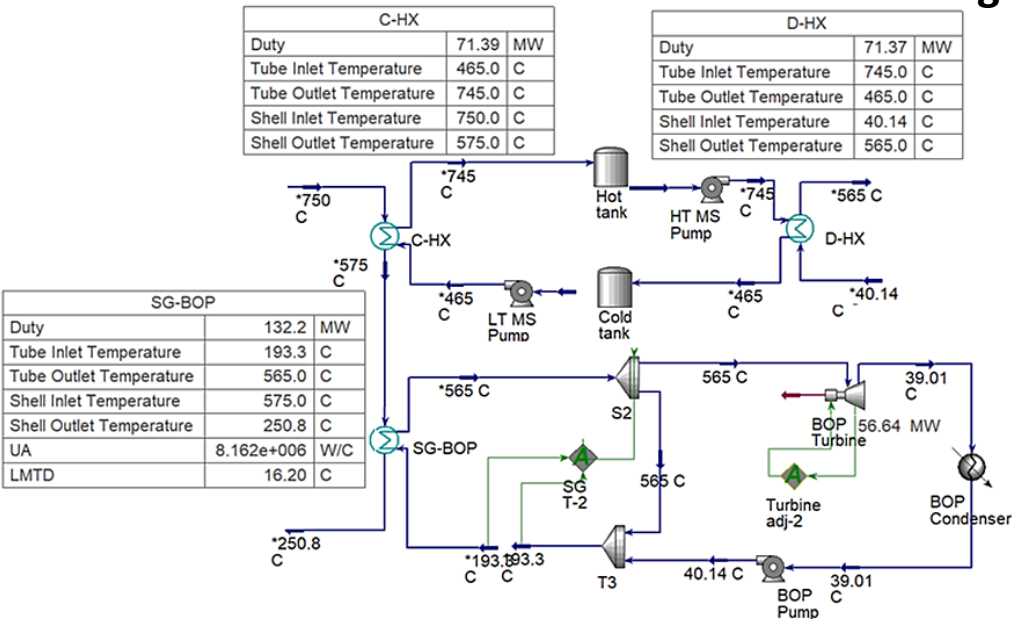 g
C-HX
Duty 71.39 MW
Tube Inlet Temperature 465.0 C
Tube Outlet Temperature 745.0 C
Shell Inlet Temperature 750.0 C
Shell Outlet Temperature 575.0 C
D-HX
Duty 71.37 MW
Tube Inlet Temperature 745.0 C
Tube Outlet Temperature 465.0 C
Shell Inlet Temperature 40.14 C
Shell Outlet Temperature 565.0 C
*750
C
*745
C
Hot
tank
HT MS
Pump
*745
C
*565 C
C-HX
D-HX
*575
C
*465
C
LT MS
Pump
Cold
tank
*465
*40.14
C
SG-BOP
Duty 132.2 MW
Tube Inlet Temperature 193.3 C
Tube Outlet Temperature 565.0 C
Shell Inlet Temperature 575.0 C
Shell Outlet Temperature 250.8 C
UA 8.162e+006 W/C
LMTD 16.20 C
*565 C
S2
565 C
39.01
C
BOP
Turbine
56.64 MW
SG-BOP
A
SG
T-2
565 C
A
Turbine
adj-2
BOP
Condenser
*250.8
C
*193.3
C
193.3
C
T3
40.14 C
BOP
Pump
39.01
C